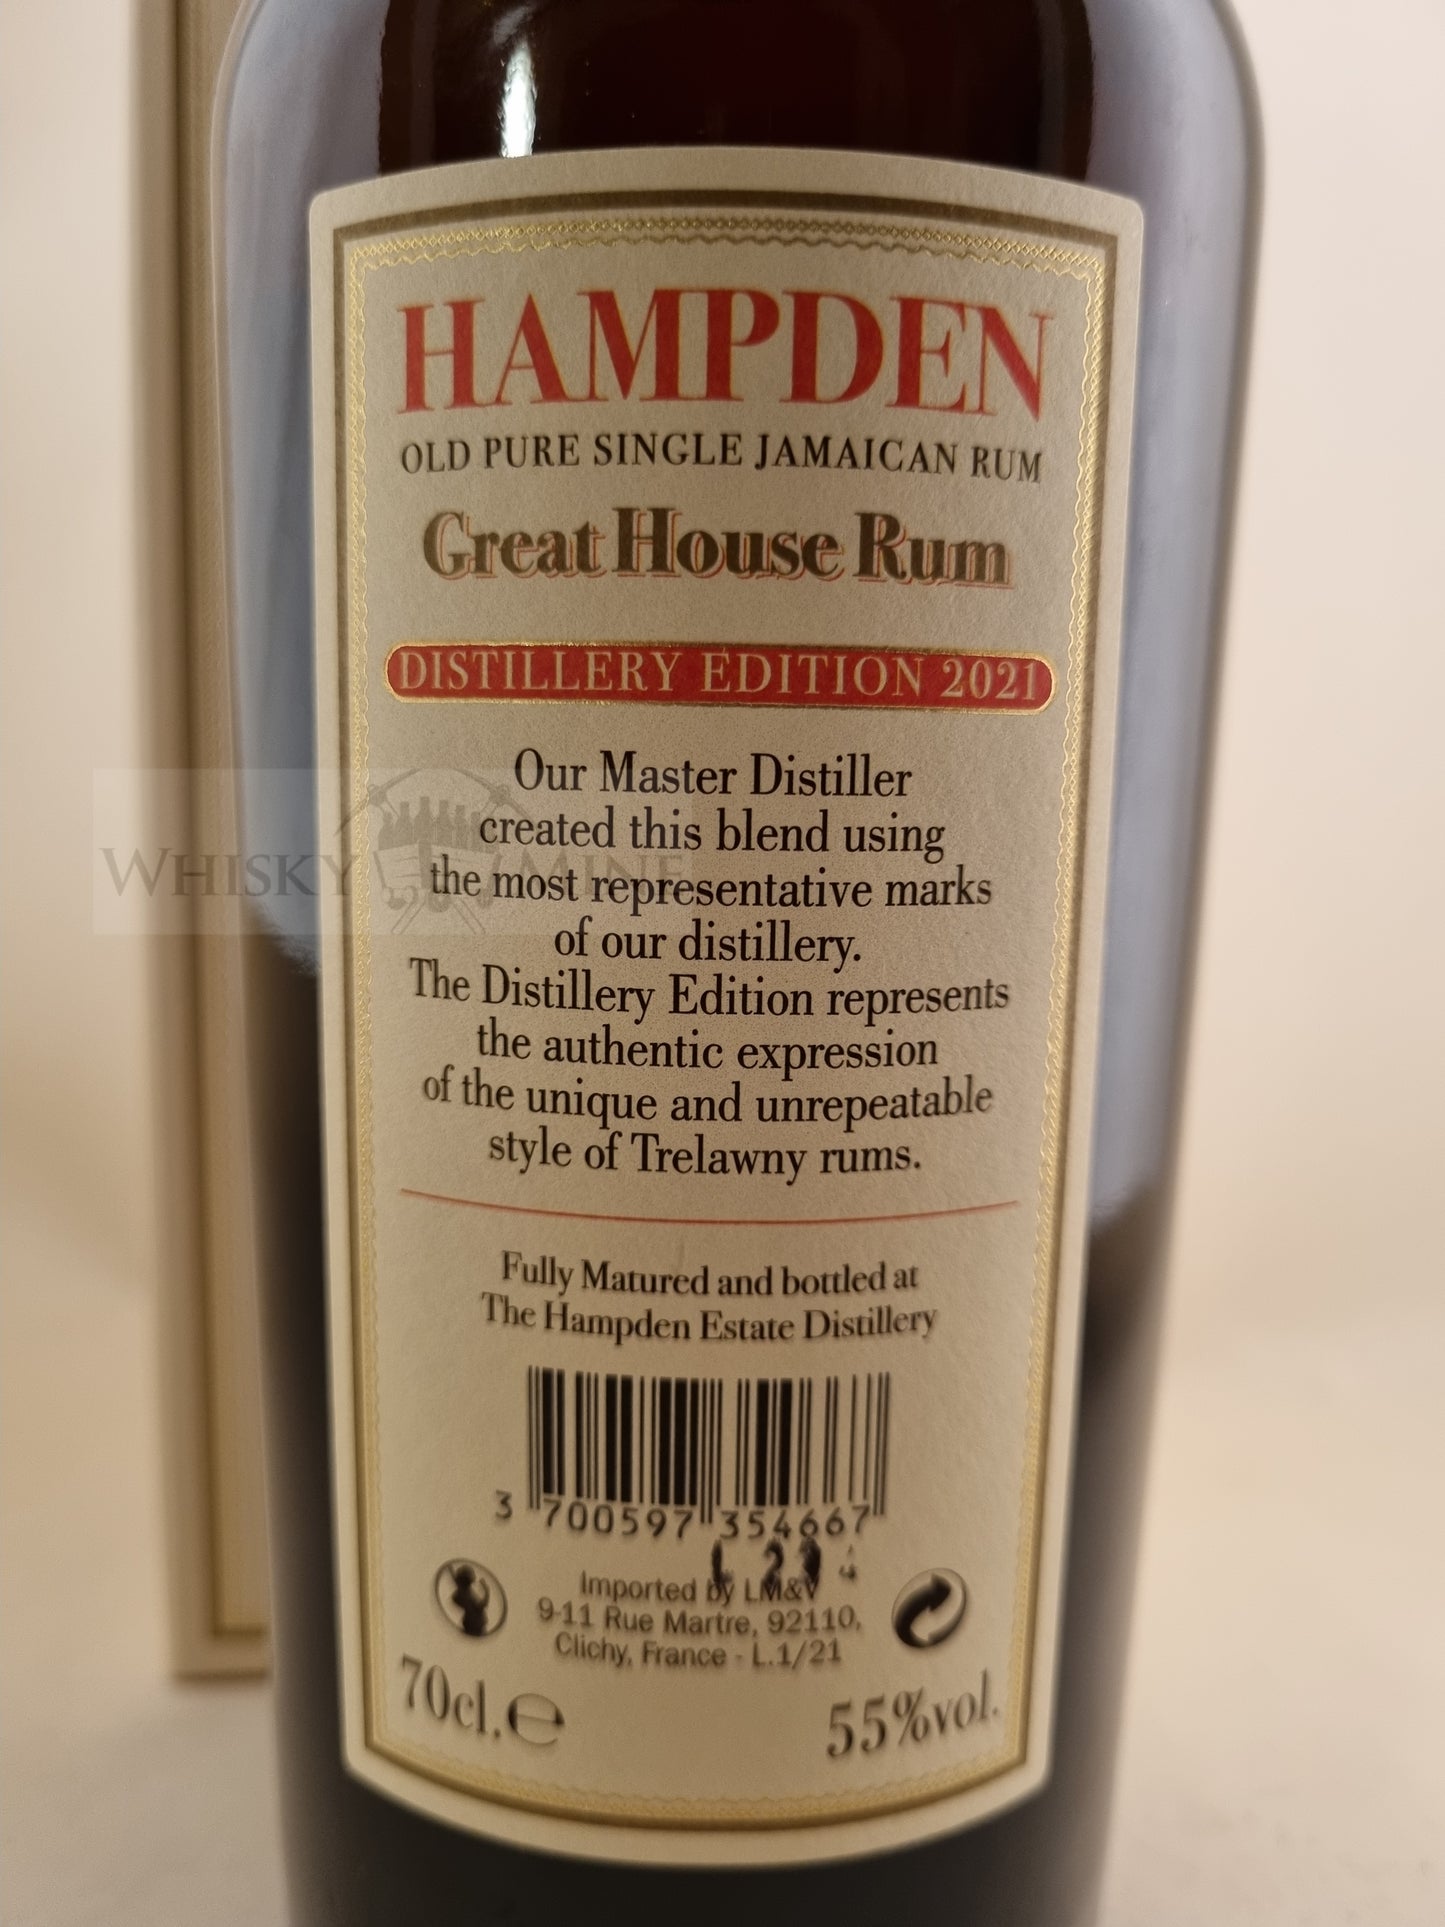 HAMPDEN
OLD PURE SINGLE JAMAICAN RUM
Great House Rum
DISTILLERY EDITION 2021
Our Master Distiller
created this blend using
the most representative marks
of our distillery.
The Distillery Edition represents
the authentic expression
of the unique and unrepeatable
style of Trelawny rums.
WHISKY MINE
Fully Matured and bottled at
The Hampden Estate Distillery
3 700597 354667
Imported by LM&V
9-11 Rue Martre, 92110,
Clichy, France - L.1/21
70cl. ℮
55%vol.